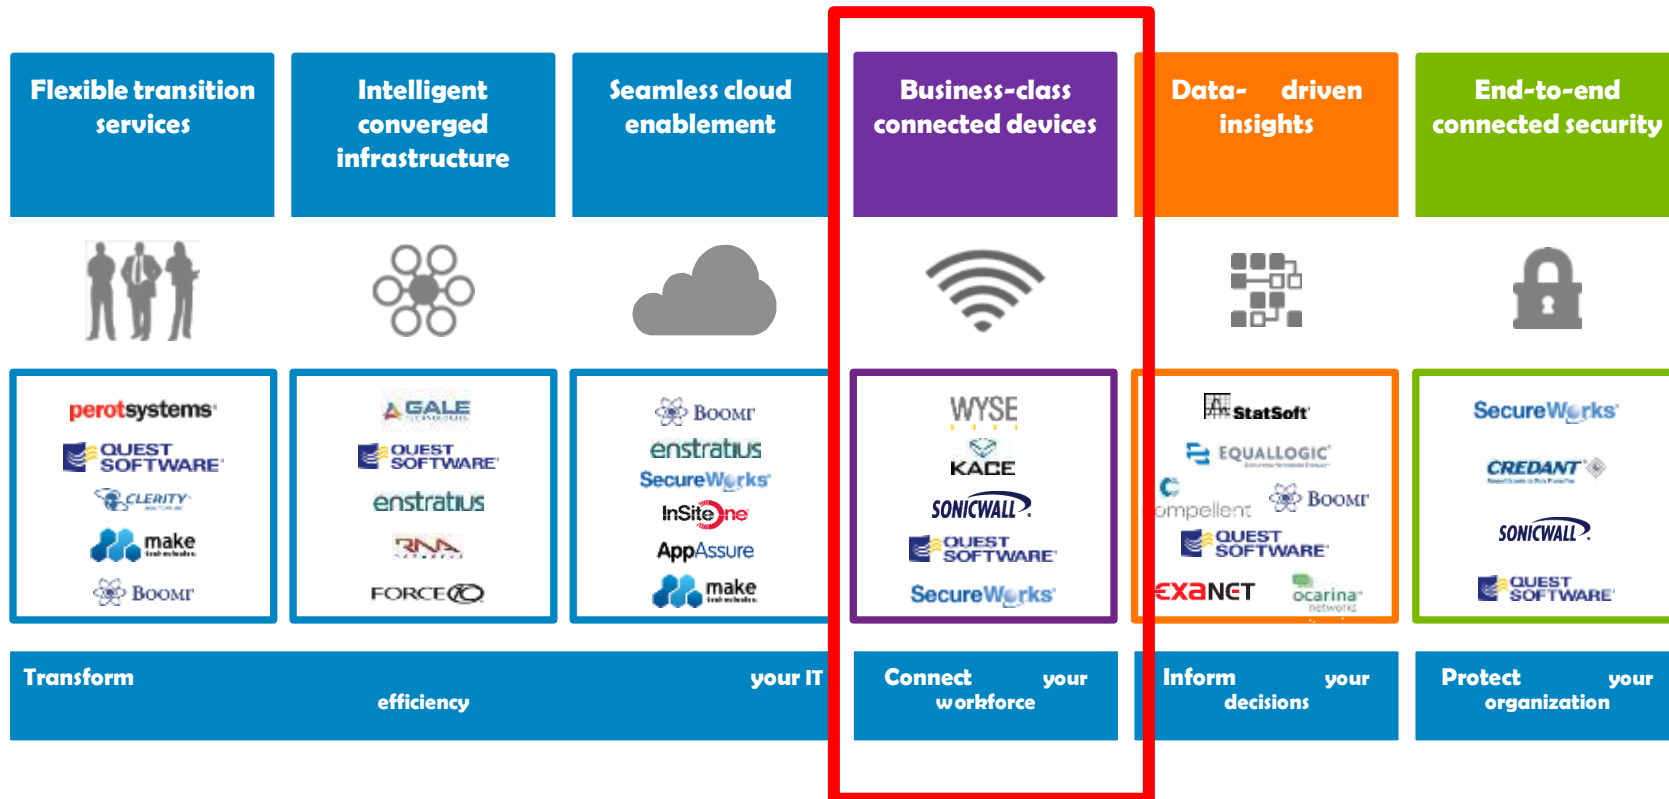 Flexible transition
services
Intelligent
converged
infrastructure
Seamless cloud
enablement
Business-class
connected devices
Data- driven
insights
End-to-end
connected security
perotsystems
QUEST
SOFTWARE
CLERITY
make
BOOMI
GALE
TECHNOLOGIES
QUEST
SOFTWARE
enstratius
RNA
FORCE10
BOOMI
enstratius
SecureWorks
InSiteOne
AppAssure
make
WYSE
KACE
SONICWALL
QUEST
SOFTWARE
SecureWorks
StatSoft
EQUALLOGIC
compellent
BOOMI
QUEST
SOFTWARE
EXANET
ocarina
networks
SecureWorks
CREDANT
SONICWALL
QUEST
SOFTWARE
Transform your IT
efficiency
Connect your
workforce
Inform your
decisions
Protect your
organization